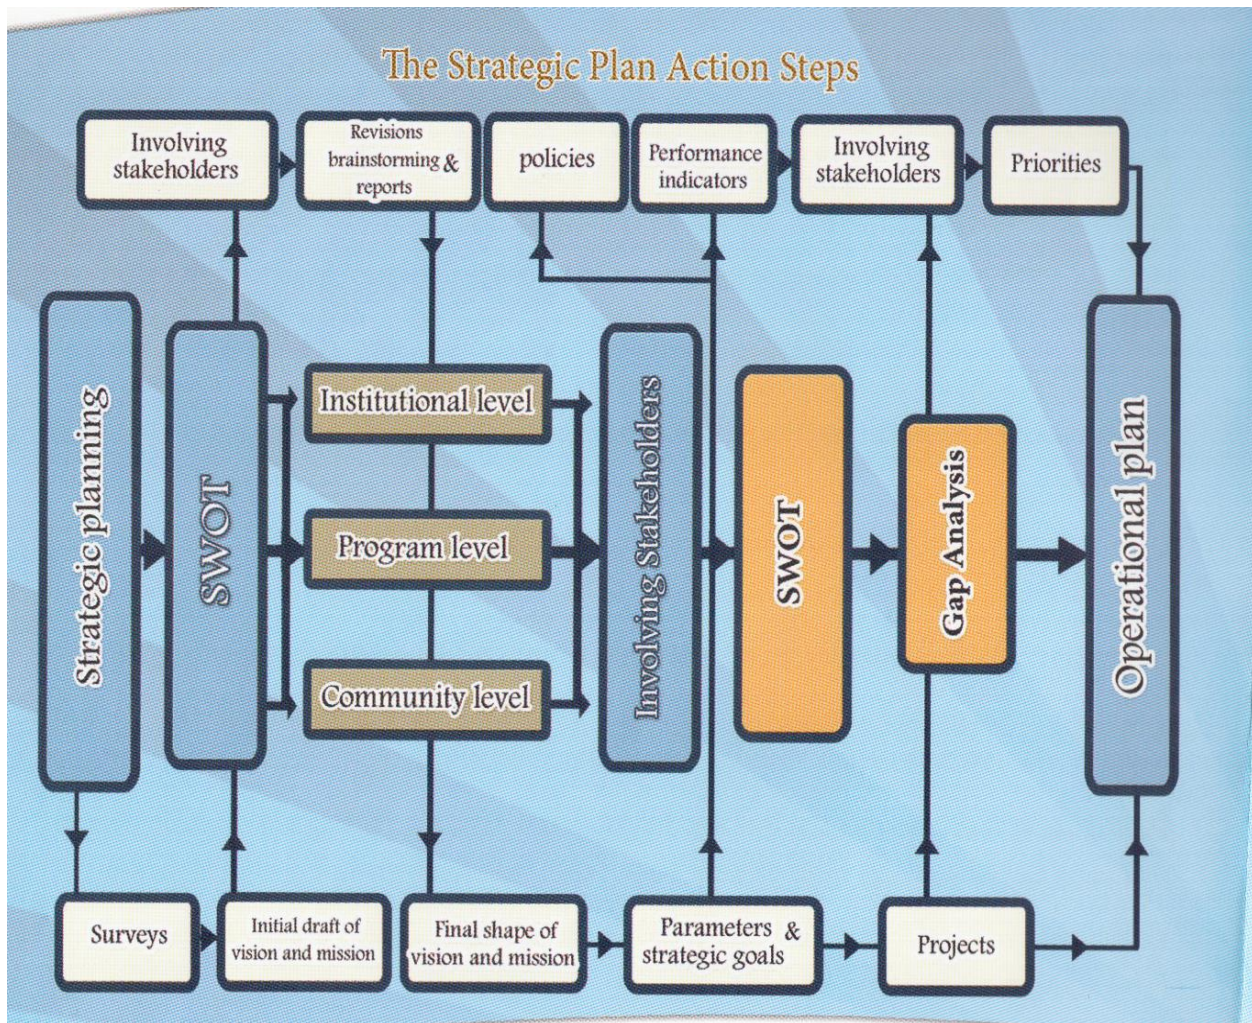 The Strategic Plan Action Steps
Involving
stakeholders
Revisions
brainstorming &
reports
policies
Performance
indicators
Involving
stakeholders
Priorities
Strategic planning
SWOT
Institutional level
Program level
Community level
Involving Stakeholders
SWOT
Gap Analysis
Operational plan
Surveys
Initial draft of
vision and mission
Final shape of
vision and mission
Parameters &
strategic goals
Projects